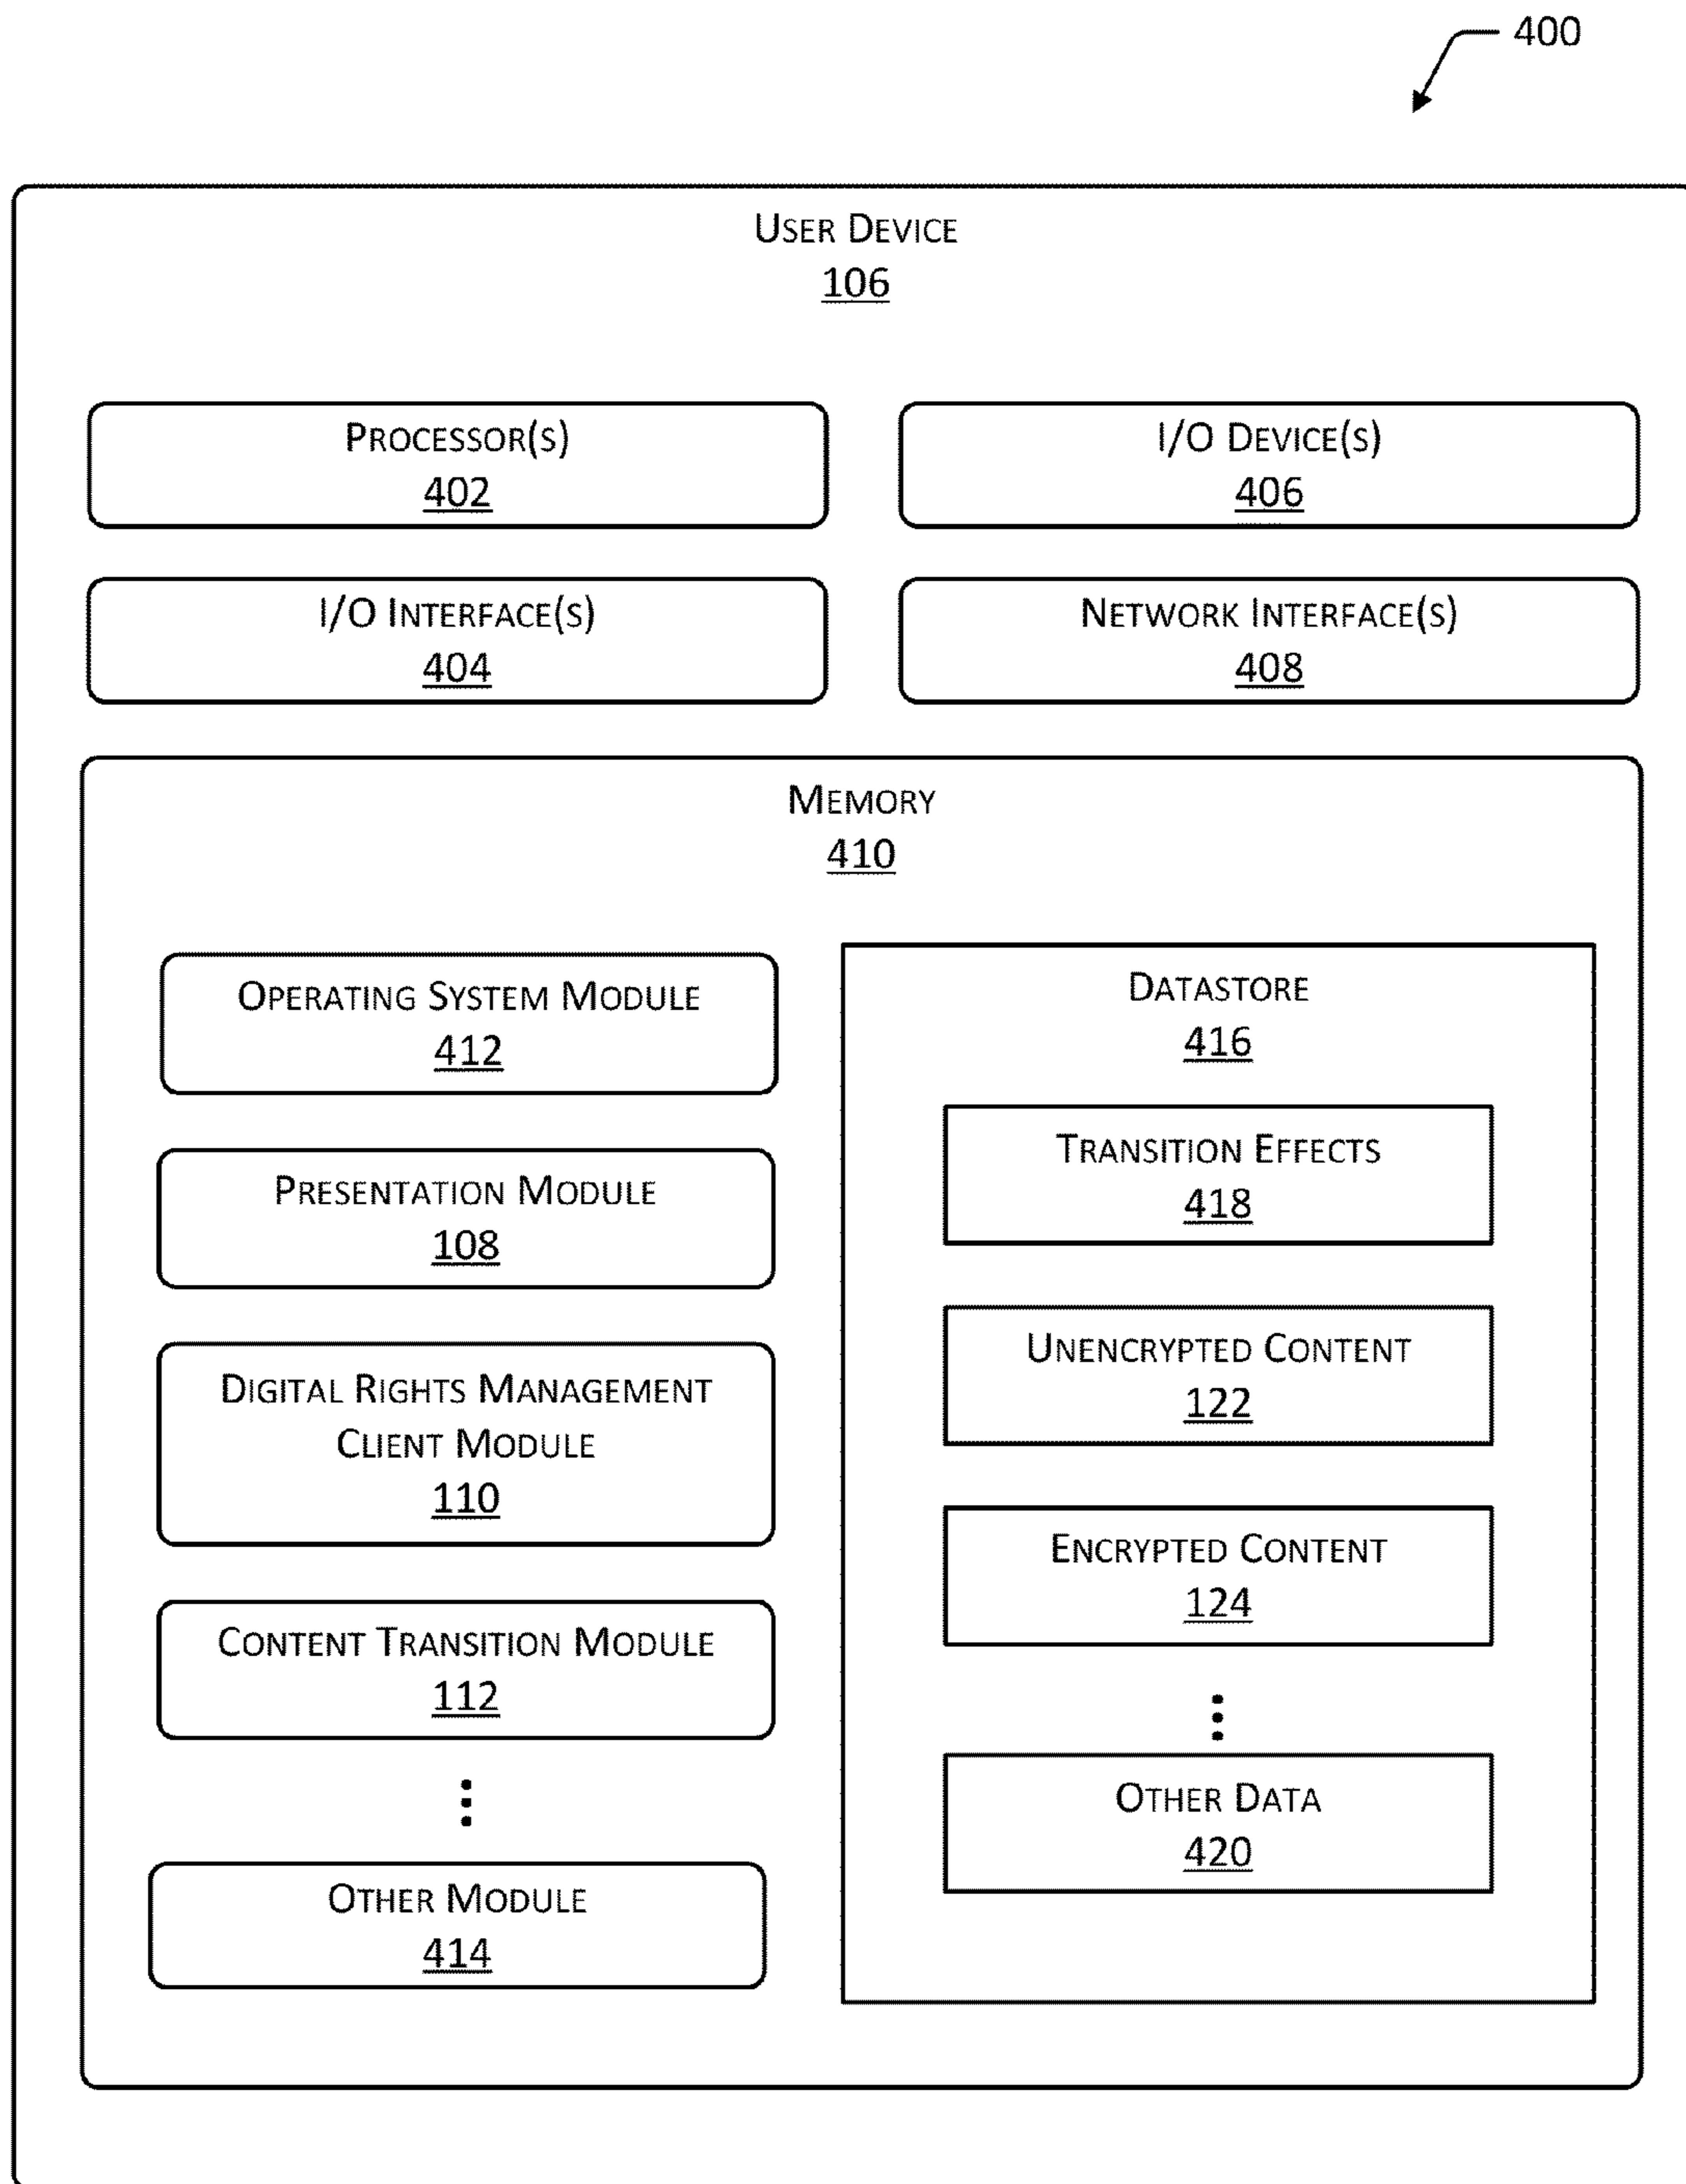 400
User Device
106
Processor(s)
402
I/O Device(s)
406
I/O Interface(s)
404
Network Interface(s)
408
Memory
410
Operating System Module
412
Presentation Module
108
Digital Rights Management
Client Module
110
Content Transition Module
112
Other Module
414
Datastore
416
Transition Effects
418
Unencrypted Content
122
Encrypted Content
124
Other Data
420